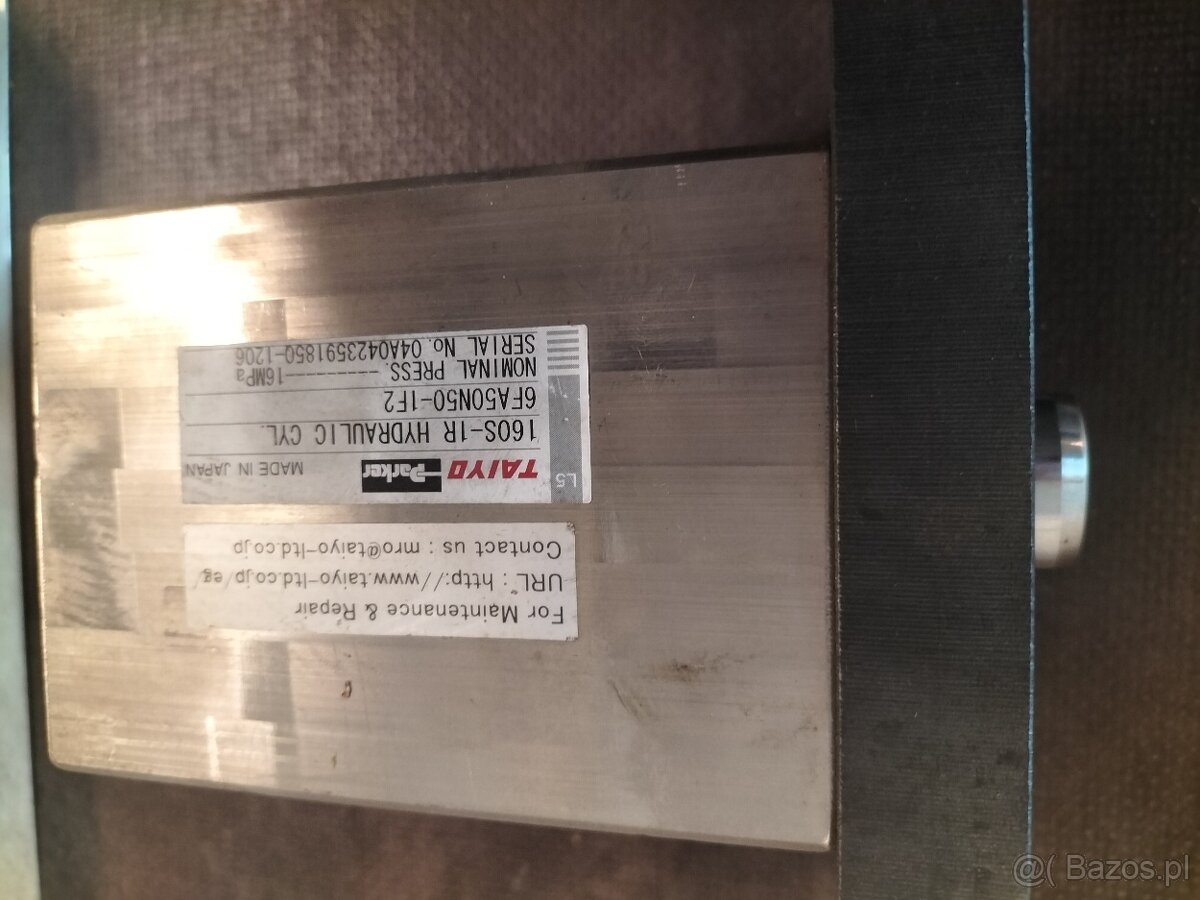 L5
TAIYO Parker MADE IN JAPAN
160S-1R HYDRAULIC CYL.
6FA50N50-1F2
NOMINAL PRESS. --------16MPa
SERIAL No. 04A0423591850-1206
For Maintenance & Repair
URL : http://www.taiyo-ltd.co.jp/eg/
Contact us : mro@taiyo-ltd.co.jp
@( Bazos.pl